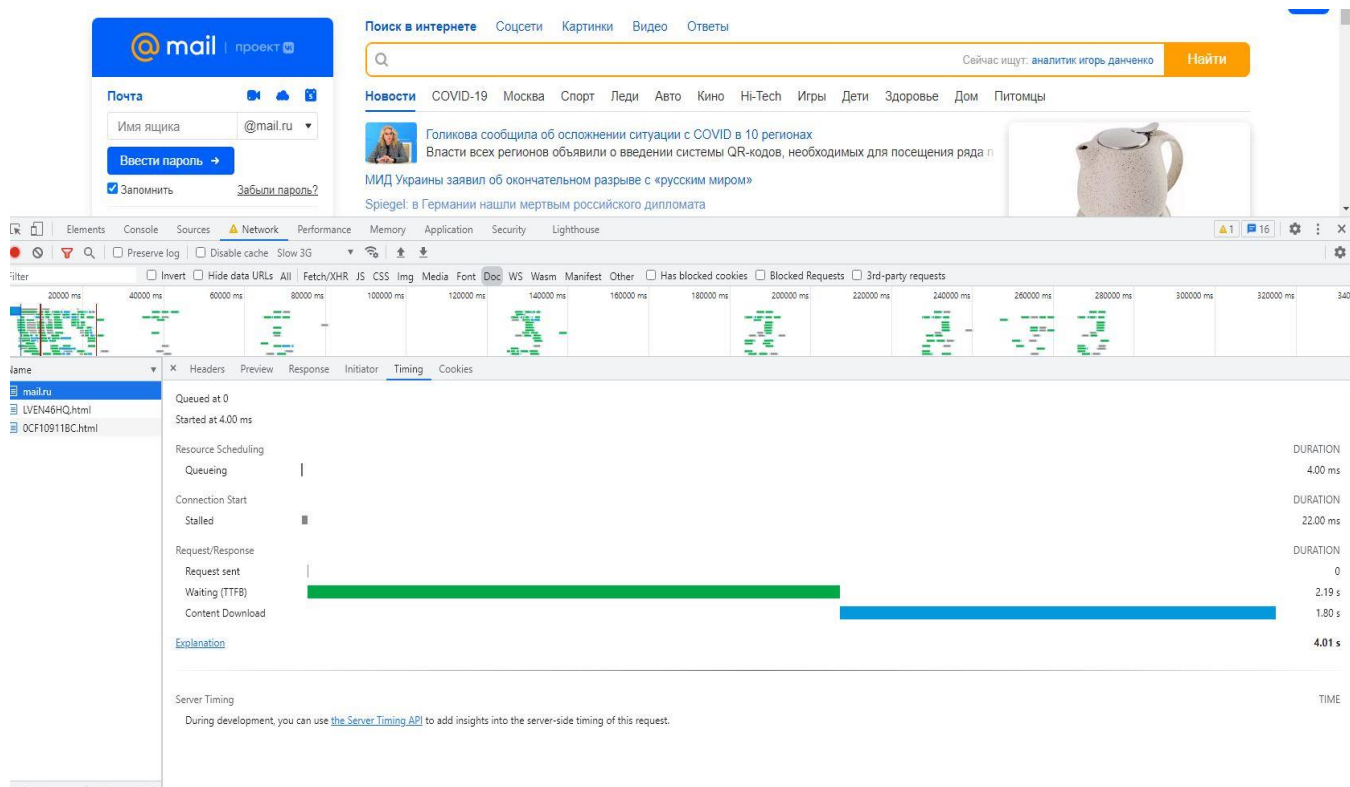 Поиск в интернете Соцсети Картинки Видео Ответы
@ mail | проект
Сейчас ищут: аналитик игорь данченко Найти
Почта
Новости COVID-19 Москва Спорт Леди Авто Кино Hi-Tech Игры Дети Здоровье Дом Питомцы
Имя ящика @mail.ru
Голикова сообщила об осложнении ситуации с COVID в 10 регионах
Власти всех регионов объявили о введении системы QR-кодов, необходимых для посещения ряда
Ввести пароль →
МИД Украины заявил об окончательном разрыве с «русским миром»
Запомнить Забыли пароль?
Spiegel: в Германии нашли мертвым российского дипломата
Elements Console Sources Network Performance Memory Application Security Lighthouse 1 16
Preserve log Disable cache Slow 3G
Invert Hide data URLs All Fetch/XHR JS CSS Img Media Font Doc WS Wasm Manifest Other Has blocked cookies Blocked Requests 3rd-party requests
20000 ms 40000 ms 60000 ms 80000 ms 100000 ms 120000 ms 140000 ms 160000 ms 180000 ms 200000 ms 220000 ms 240000 ms 260000 ms 280000 ms 300000 ms 320000 ms 340
× Headers Preview Response Initiator Timing Cookies
mail.ru
LVEN46HQ.html
0CF10911BC.html
Queued at 0
Started at 4.00 ms
Resource Scheduling DURATION
Queueing 4.00 ms
Connection Start DURATION
Stalled 22.00 ms
Request/Response DURATION
Request sent 0
Waiting (TTFB) 2.19 s
Content Download 1.80 s
Explanation 4.01 s
Server Timing TIME
During development, you can use the Server Timing API to add insights into the server-side timing of this request.